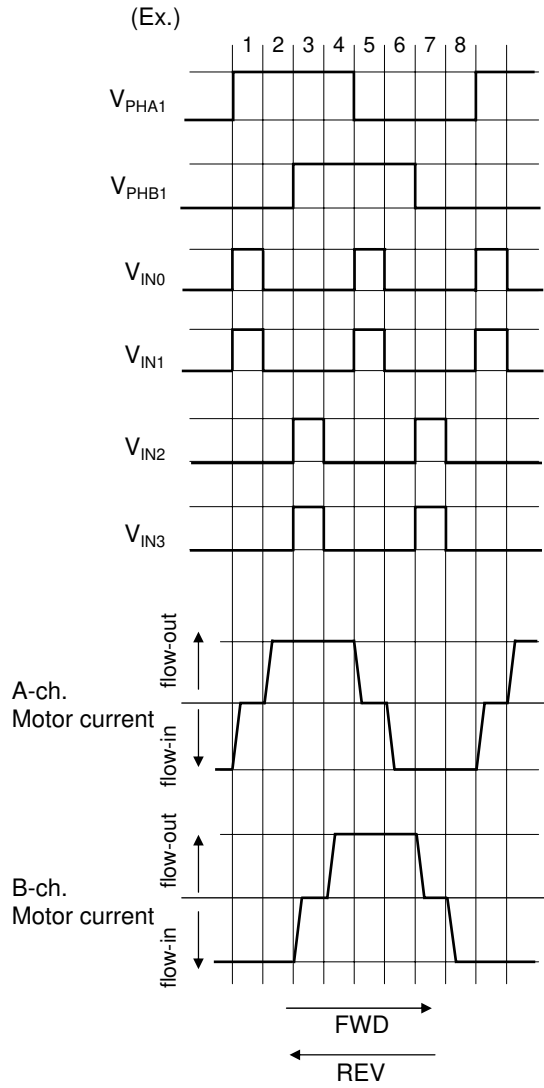 (Ex.)
1 2 3 4 5 6 7 8
VPHA1
VPHB1
VIN0
VIN1
VIN2
VIN3
A-ch.
Motor current
flow-out
flow-in
B-ch.
Motor current
flow-out
flow-in
FWD
REV